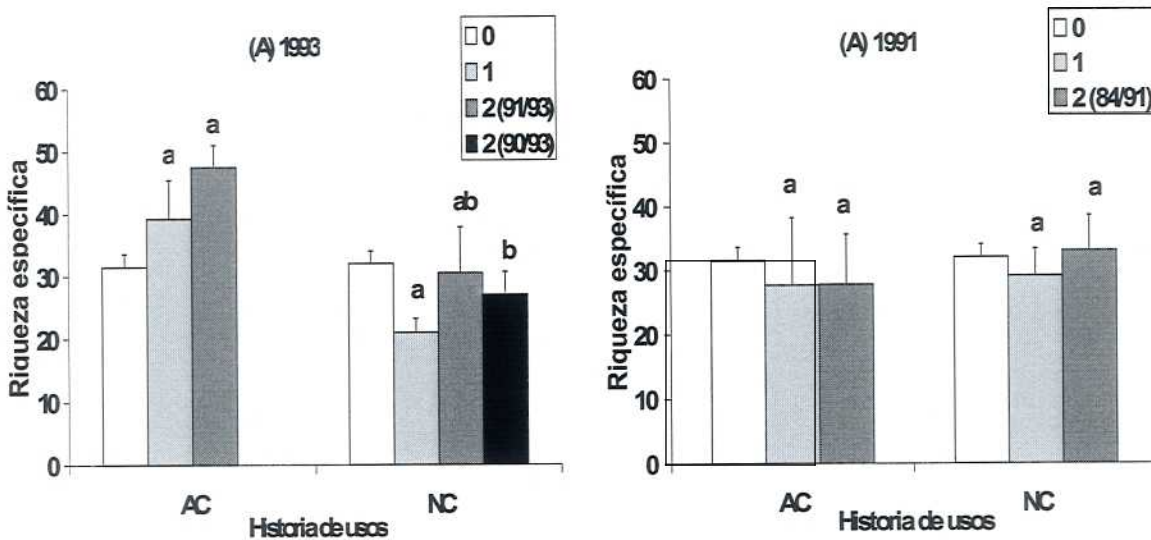 (A) 1993
0
1
2 (91/93)
2 (90/93)
60
50
40
30
20
10
0
Riqueza específica
a
a
a
ab
b
AC
NC
Historia de usos
(A) 1991
0
1
2 (84/91)
60
50
40
30
20
10
0
Riqueza específica
a
a
a
a
AC
NC
Historia de usos